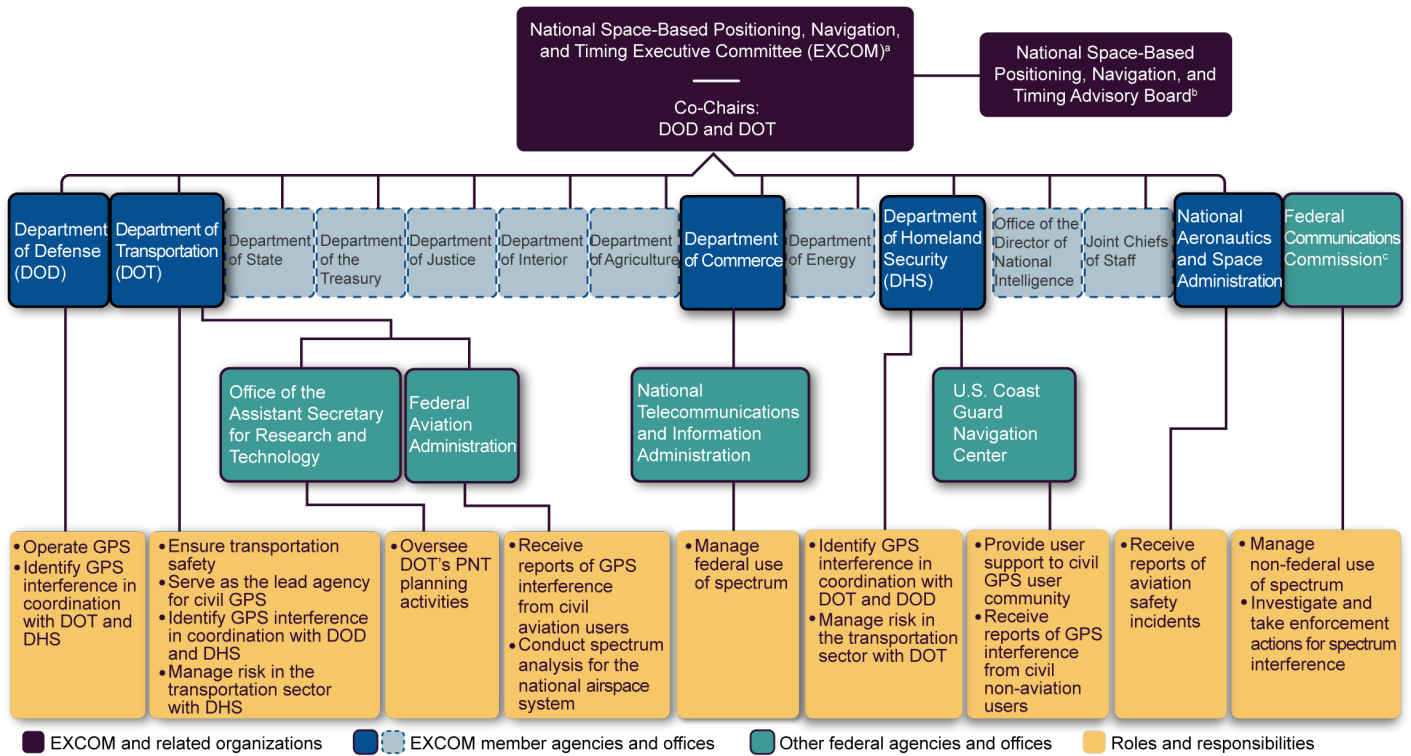 National Space-Based Positioning, Navigation,
and Timing Executive Committee (EXCOM)ᵃ
Co-Chairs:
DOD and DOT
National Space-Based
Positioning, Navigation, and
Timing Advisory Boardᵇ
Department
of Defense
(DOD)
Department of
Transportation
(DOT)
Department
of State
Department
of the
Treasury
Department
of Justice
Department
of Interior
Department
of Agriculture
Department
of Commerce
Department
of Energy
Department
of Homeland
Security
(DHS)
Office of the
Director of
National
Intelligence
Joint Chiefs
of Staff
National
Aeronautics
and Space
Administration
Federal
Communications
Commissionᶜ
Office of the
Assistant Secretary
for Research and
Technology
Federal
Aviation
Administration
National
Telecommunications
and Information
Administration
U.S. Coast
Guard
Navigation
Center
• Operate GPS
• Identify GPS
interference in
coordination
with DOT and
DHS
• Ensure transportation
safety
• Serve as the lead agency
for civil GPS
• Identify GPS interference
in coordination with DOD
and DHS
• Manage risk in the
transportation sector
with DHS
• Oversee
DOT's PNT
planning
activities
• Receive
reports of GPS
interference
from civil
aviation users
• Conduct spectrum
analysis for the
national airspace
system
• Manage
federal use
of spectrum
• Identify GPS
interference in
coordination with
DOT and DOD
• Manage risk in
the transportation
sector with DOT
• Provide user
support to civil
GPS user
community
• Receive
reports of GPS
interference
from civil
non-aviation
users
• Receive
reports of
aviation
safety
incidents
• Manage
non-federal use
of spectrum
• Investigate and
take enforcement
actions for spectrum
interference
EXCOM and related organizations
EXCOM member agencies and offices
Other federal agencies and offices
Roles and responsibilities